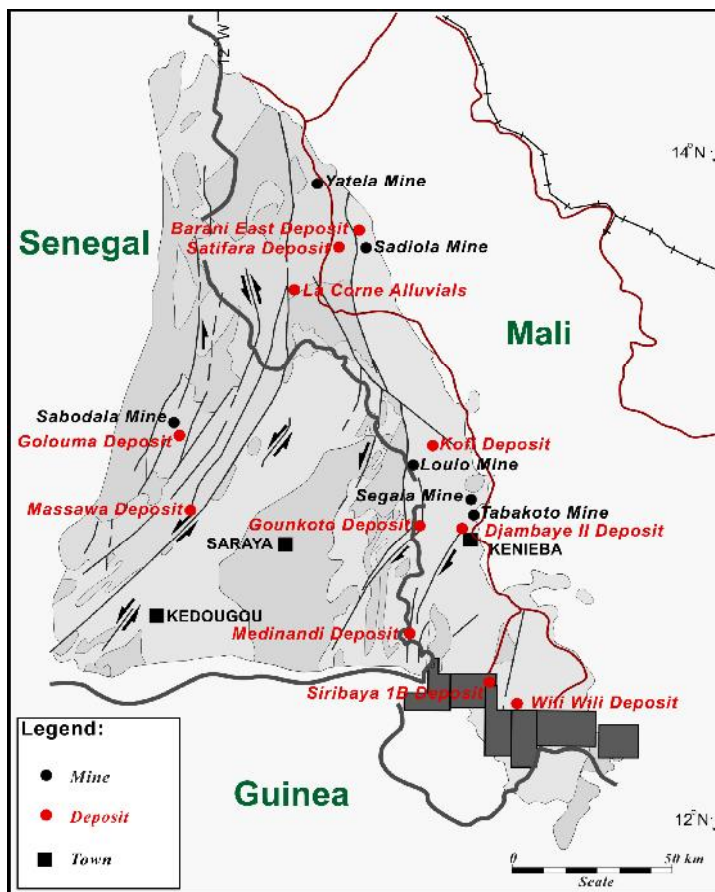 12°W
14°N
Yatela Mine
Barani East Deposit
Senegal
Satifara Deposit
Sadiola Mine
La Corne Alluvials
Mali
Sabodala Mine
Golouma Deposit
Kofi Deposit
Loulo Mine
Segala Mine
Massawa Deposit
Gounkoto Deposit
Tabakoto Mine
Djambaye II Deposit
SARAYA
KENIEBA
KEDOUGOU
Medinandi Deposit
Siribaya 1B Deposit
Wili Wili Deposit
Legend:
Mine
Deposit
Town
Guinea
12°N
0
50 km
Scale